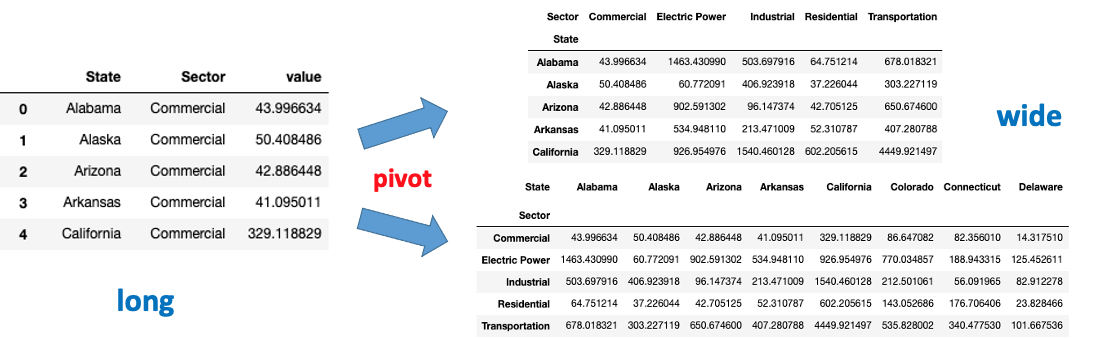 State Sector value
0 Alabama Commercial 43.996634
1 Alaska Commercial 50.408486
2 Arizona Commercial 42.886448
3 Arkansas Commercial 41.095011
4 California Commercial 329.118829
long
pivot
Sector Commercial Electric Power Industrial Residential Transportation
State
Alabama 43.996634 1463.430990 503.697916 64.751214 678.018321
Alaska 50.408486 60.772091 406.923918 37.226044 303.227119
Arizona 42.886448 902.591302 96.147374 42.705125 650.674600
Arkansas 41.095011 534.948110 213.471009 52.310787 407.280788
California 329.118829 926.954976 1540.460128 602.205615 4449.921497
wide
State Alabama Alaska Arizona Arkansas California Colorado Connecticut Delaware
Sector
Commercial 43.996634 50.408486 42.886448 41.095011 329.118829 86.647082 82.356010 14.317510
Electric Power 1463.430990 60.772091 902.591302 534.948110 926.954976 770.034857 188.943315 125.452611
Industrial 503.697916 406.923918 96.147374 213.471009 1540.460128 212.501061 56.091965 82.912278
Residential 64.751214 37.226044 42.705125 52.310787 602.205615 143.052686 176.706406 23.828466
Transportation 678.018321 303.227119 650.674600 407.280788 4449.921497 535.828002 340.477530 101.667536